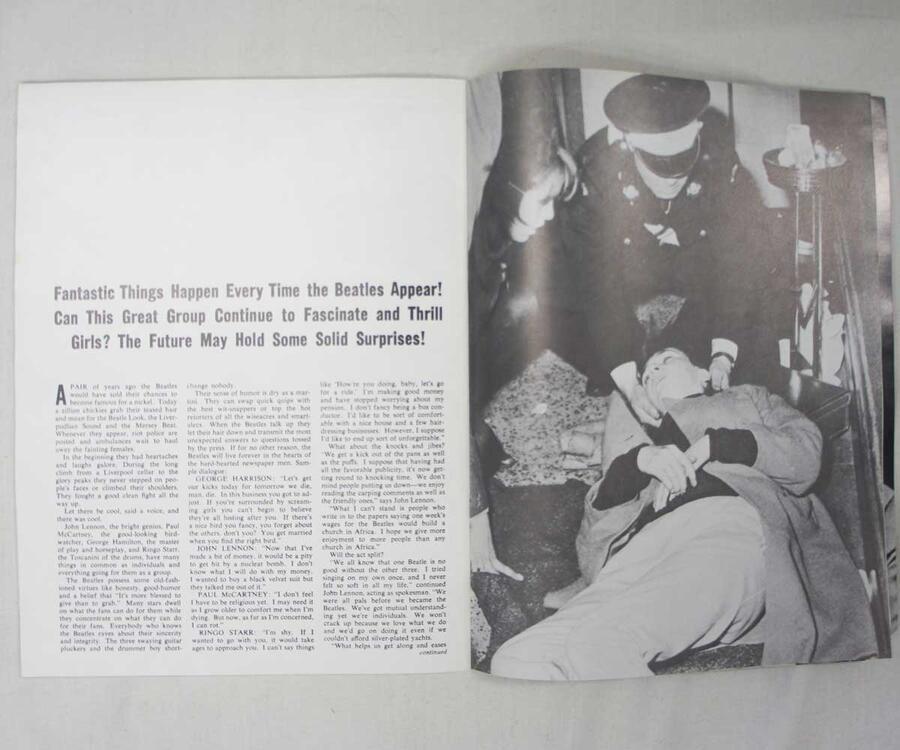 Fantastic Things Happen Every Time the Beatles Appear!
Can This Great Group Continue to Fascinate and Thrill
Girls? The Future May Hold Some Solid Surprises!
A PAIR of years ago the Beatles
would have sold their chances to
become famous for a nickel. Today
a zillion chickies grab their teased hair
and moan for the Beatle Look, the Liver-
pudlian Sound and the Mersey Beat.
Whenever they appear, riot police are
posted and ambulances wait to haul
away the fainting females.
In the beginning they had heartaches
and laughs galore. During the long
climb from a Liverpool cellar to the
glory peaks they never stepped on peo-
ple's faces or climbed their shoulders.
They fought a good clean fight all the
way up.
Let there be cool, said a voice, and
there was cool.
John Lennon, the bright genius, Paul
McCartney, the good-looking bird-
watcher, George Hamilton, the master
of play and horseplay, and Ringo Starr,
the Toscanini of the drums, have many
things in common as individuals and
everything going for them as a group.
The Beatles possess some old-fash-
ioned virtues like honesty, good-humor
and a belief that "It's more blessed to
give than to grab." Many stars dwell
on what the fans can do for them while
they concentrate on what they can do
for their fans. Everybody who knows
the Beatles raves about their sincerity
and integrity. The three swaying guitar
pluckers and the drummer boy short-
change nobody.
Their sense of humor is dry as a mar-
tini. They can swap quick quips with
the best wit-snappers or top the hot
retorters of all the wiseacres and smart-
alecs. When the Beatles talk up they
let their hair down and transmit the most
unexpected answers to questions tossed
by the press. If for no other reason, the
Beatles will live forever in the hearts of
the hard-hearted newspaper men. Sam-
ple dialogue:
GEORGE HARRISON: "Let's get
our kicks today for tomorrow we die,
man, die. In this business you got to ad-
just. If you're surrounded by scream-
ing girls you can't begin to believe
they're all lusting after you. If there's
a nice bird you fancy, you forget about
the others, don't you? You get married
when you find the right bird."
JOHN LENNON: "Now that I've
made a bit of money, it would be a pity
to get hit by a nuclear bomb. I don't
know what I will do with my money.
I wanted to buy a black velvet suit but
they talked me out of it."
PAUL McCARTNEY: "I don't feel
I have to be religious yet. I may need it
as I grow older to comfort me when I'm
dying. But now, as far as I'm concerned,
I can rot."
RINGO STARR: "I'm shy. If I
wanted to go with you, it would take
ages to approach you. I can't say things
like 'How're you doing, baby, let's go
for a ride.' I'm making good money
and have stopped worrying about my
pension. I don't fancy being a bus con-
ductor. I'd like to be sort of comfort-
able with a nice house and a few hair-
dressing businesses. However, I suppose
I'd like to end up sort of unforgettable."
What about the knocks and jibes?
"We get a kick out of the pans as well
as the puffs. I suppose that having had
all the favorable publicity, it's now get-
ting round to knocking time. We don't
mind people putting us down—we enjoy
reading the carping comments as well as
the friendly ones," says John Lennon.
"What I can't stand is people who
write in to the papers saying one week's
wages for the Beatles would build a
church in Africa. I hope we give more
enjoyment to more people than any
church in Africa."
Will the act split?
"We all know that one Beatle is no
good without the other three. I tried
singing on my own once, and I never
felt so soft in all my life," continued
John Lennon, acting as spokesman. "We
were all pals before we became the
Beatles. We've got mutual understand-
ing yet we're individuals. We won't
crack up because we love what we do
and we'd go on doing it even if we
couldn't afford silver-plated yachts.
"What helps us get along and eases
continued